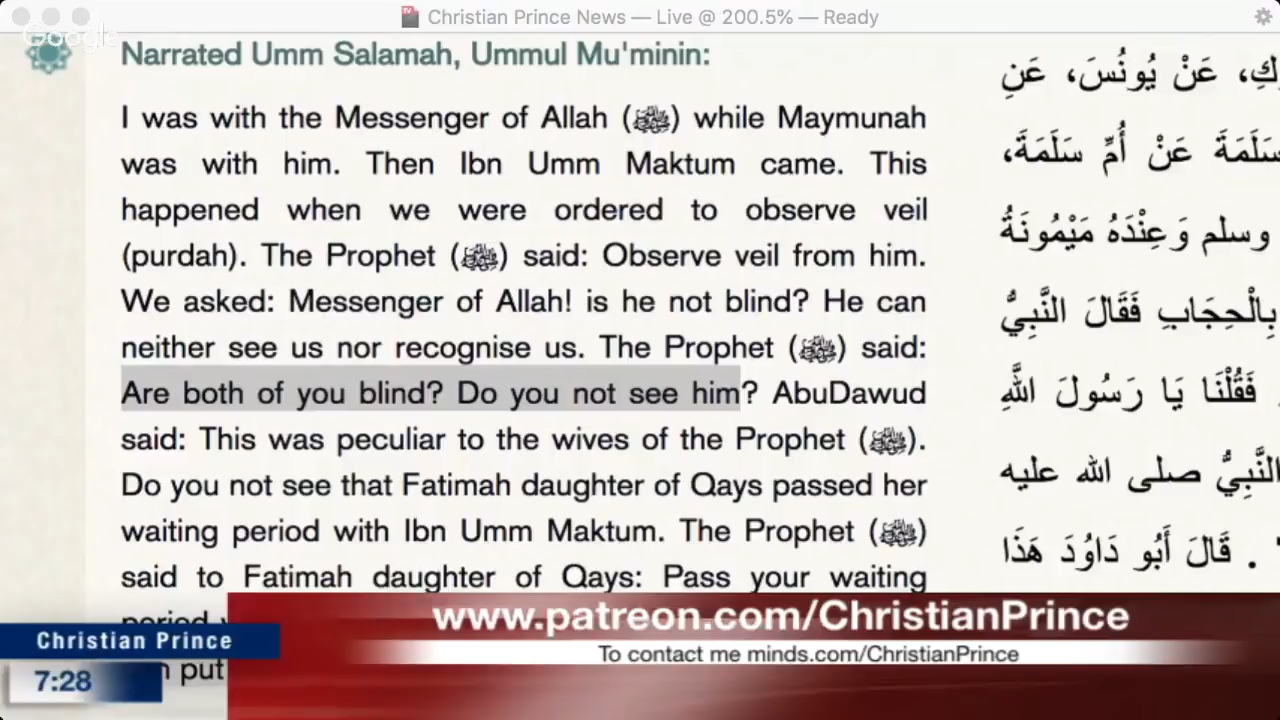 Christian Prince News — Live @ 200.5% — Ready
Google
Narrated Umm Salamah, Ummul Mu'minin:
I was with the Messenger of Allah (ﷺ) while Maymunah
was with him. Then Ibn Umm Maktum came. This
happened when we were ordered to observe veil
(purdah). The Prophet (ﷺ) said: Observe veil from him.
We asked: Messenger of Allah! is he not blind? He can
neither see us nor recognise us. The Prophet (ﷺ) said:
Are both of you blind? Do you not see him? AbuDawud
said: This was peculiar to the wives of the Prophet (ﷺ).
Do you not see that Fatimah daughter of Qays passed her
waiting period with Ibn Umm Maktum. The Prophet (ﷺ)
said to Fatimah daughter of Qays: Pass your waiting
period
put
عَنْ يُونُسَ، عَنِ
سَلَمَةَ عَنْ أُمِّ سَلَمَةَ،
وسلم وَعِنْدَهُ مَيْمُونَةُ
بِالْحِجَابِ فَقَالَ النَّبِيُّ
فَقُلْنَا يَا رَسُولَ اللَّهِ
النَّبِيُّ صلى الله عليه
" . قَالَ أَبُو دَاوُدَ هَذَا
www.patreon.com/ChristianPrince
Christian Prince
To contact me minds.com/ChristianPrince
7:28